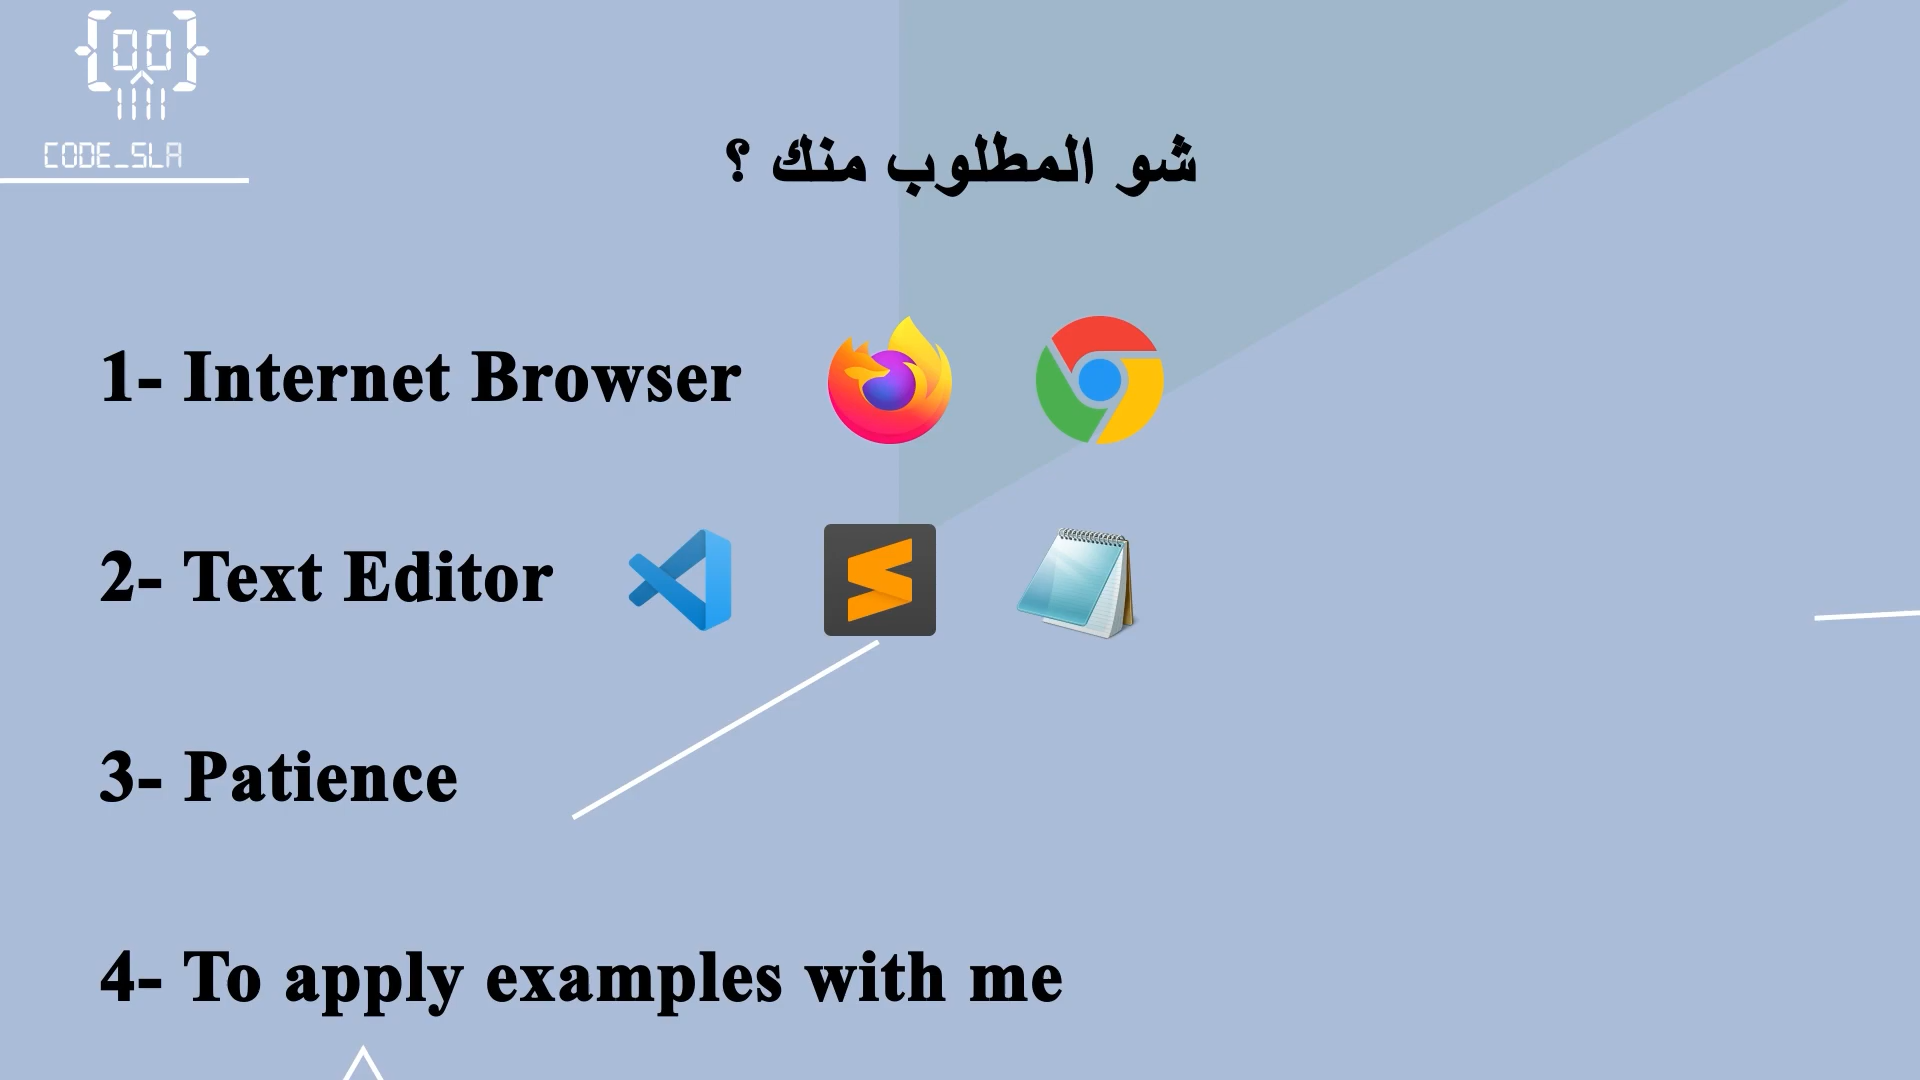 CODE_SLA
شو المطلوب منك ؟
1- Internet Browser
2- Text Editor
3- Patience
4- To apply examples with me